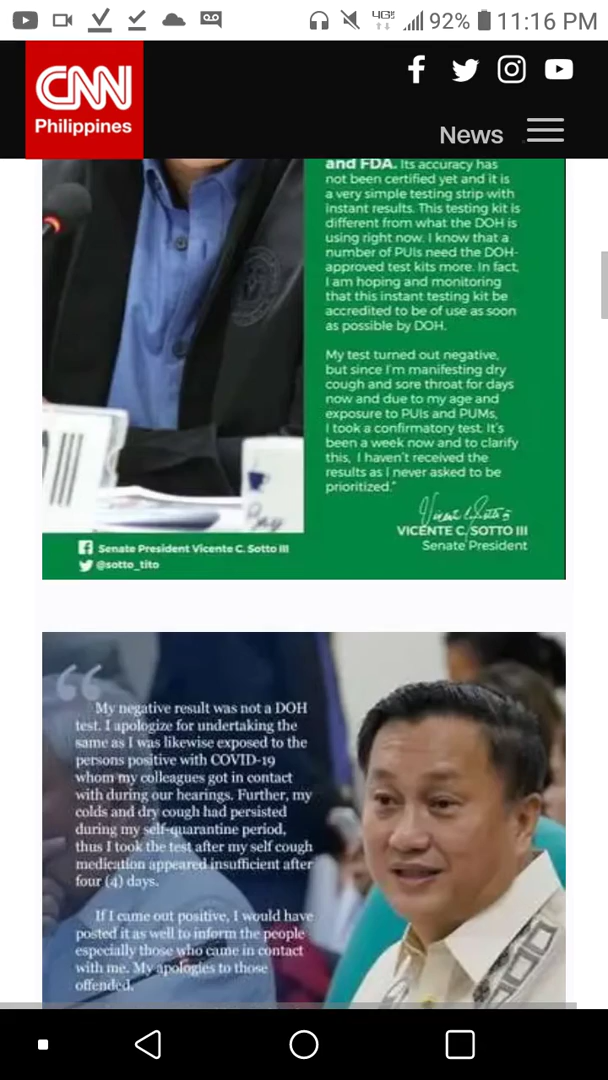 4G
92%
11:16 PM
CNN
Philippines
News
and FDA. Its accuracy has
not been certified yet and it is
a very simple testing strip with
instant results. This testing kit is
different from what the DOH is
using right now. I know that a
number of PUIs need the DOH-
approved test kits more. In fact,
I am hoping and monitoring
that this instant testing kit be
accredited to be of use as soon
as possible by DOH.
My test turned out negative,
but since I'm manifesting dry
cough and sore throat for days
now and due to my age and
exposure to PUIs and PUMs,
I took a confirmatory test. It's
been a week now and to clarify
this, I haven't received the
results as I never asked to be
prioritized."
VICENTE C. SOTTO III
Senate President
Senate President Vicente C. Sotto III
@sotto_tito
“
My negative result was not a DOH
test. I apologize for undertaking the
same as I was likewise exposed to the
persons positive with COVID-19
whom my colleagues got in contact
with during our hearings. Further, my
colds and dry cough had persisted
during my self-quarantine period,
thus I took the test after my self cough
medication appeared insufficient after
four (4) days.
If I came out positive, I would have
posted it as well to inform the people
especially those who came in contact
with me. My apologies to those
offended.